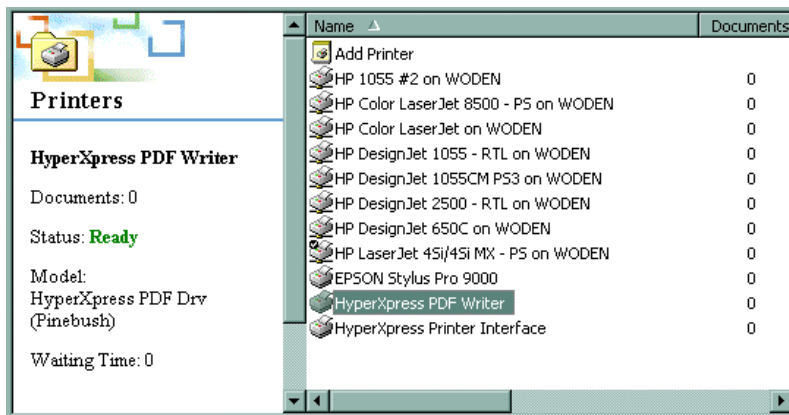 Printers
HyperXpress PDF Writer
Documents: 0
Status: Ready
Model:
HyperXpress PDF Drv
(Pinebush)
Waiting Time: 0
Name Documents
Add Printer
HP 1055 #2 on WODEN 0
HP Color LaserJet 8500 - PS on WODEN 0
HP Color LaserJet on WODEN 0
HP DesignJet 1055 - RTL on WODEN 0
HP DesignJet 1055CM PS3 on WODEN 0
HP DesignJet 2500 - RTL on WODEN 0
HP DesignJet 650C on WODEN 0
HP LaserJet 4Si/4Si MX - PS on WODEN 0
EPSON Stylus Pro 9000 0
HyperXpress PDF Writer 0
HyperXpress Printer Interface 0